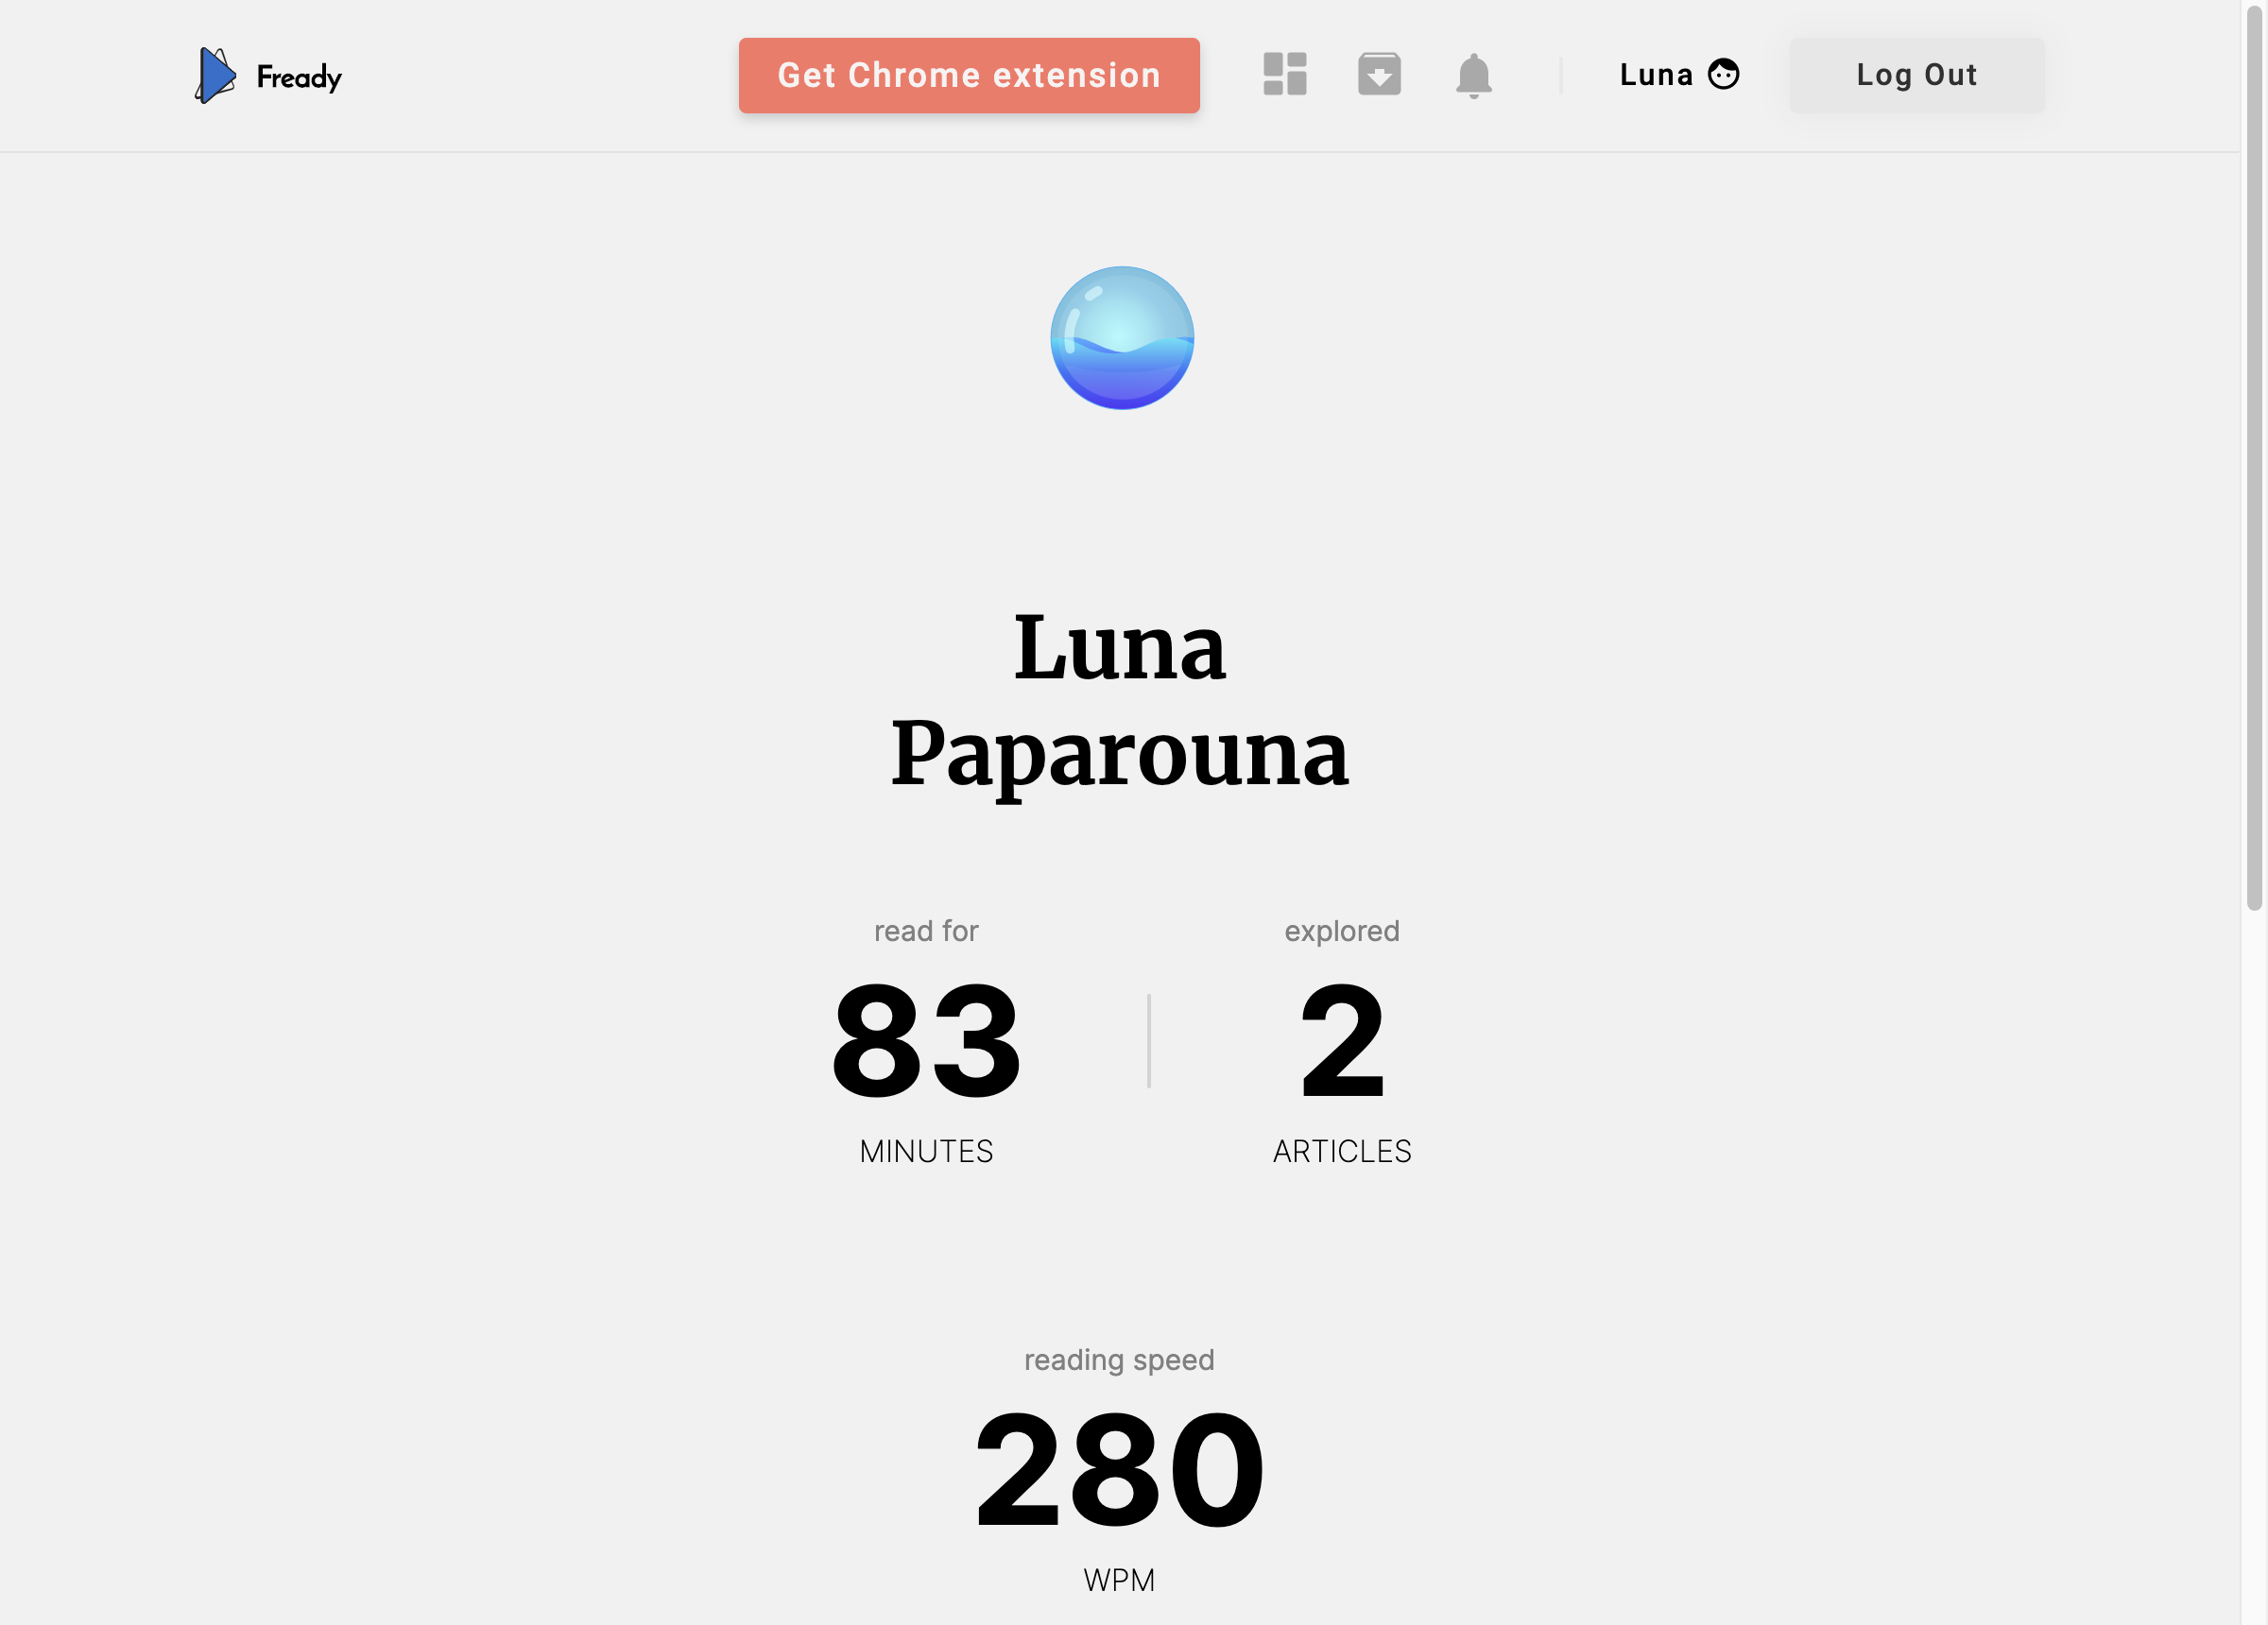 Fready
Get Chrome extension
Luna
Log Out
Luna
Paparouna
read for
83
MINUTES
explored
2
ARTICLES
reading speed
280
WPM